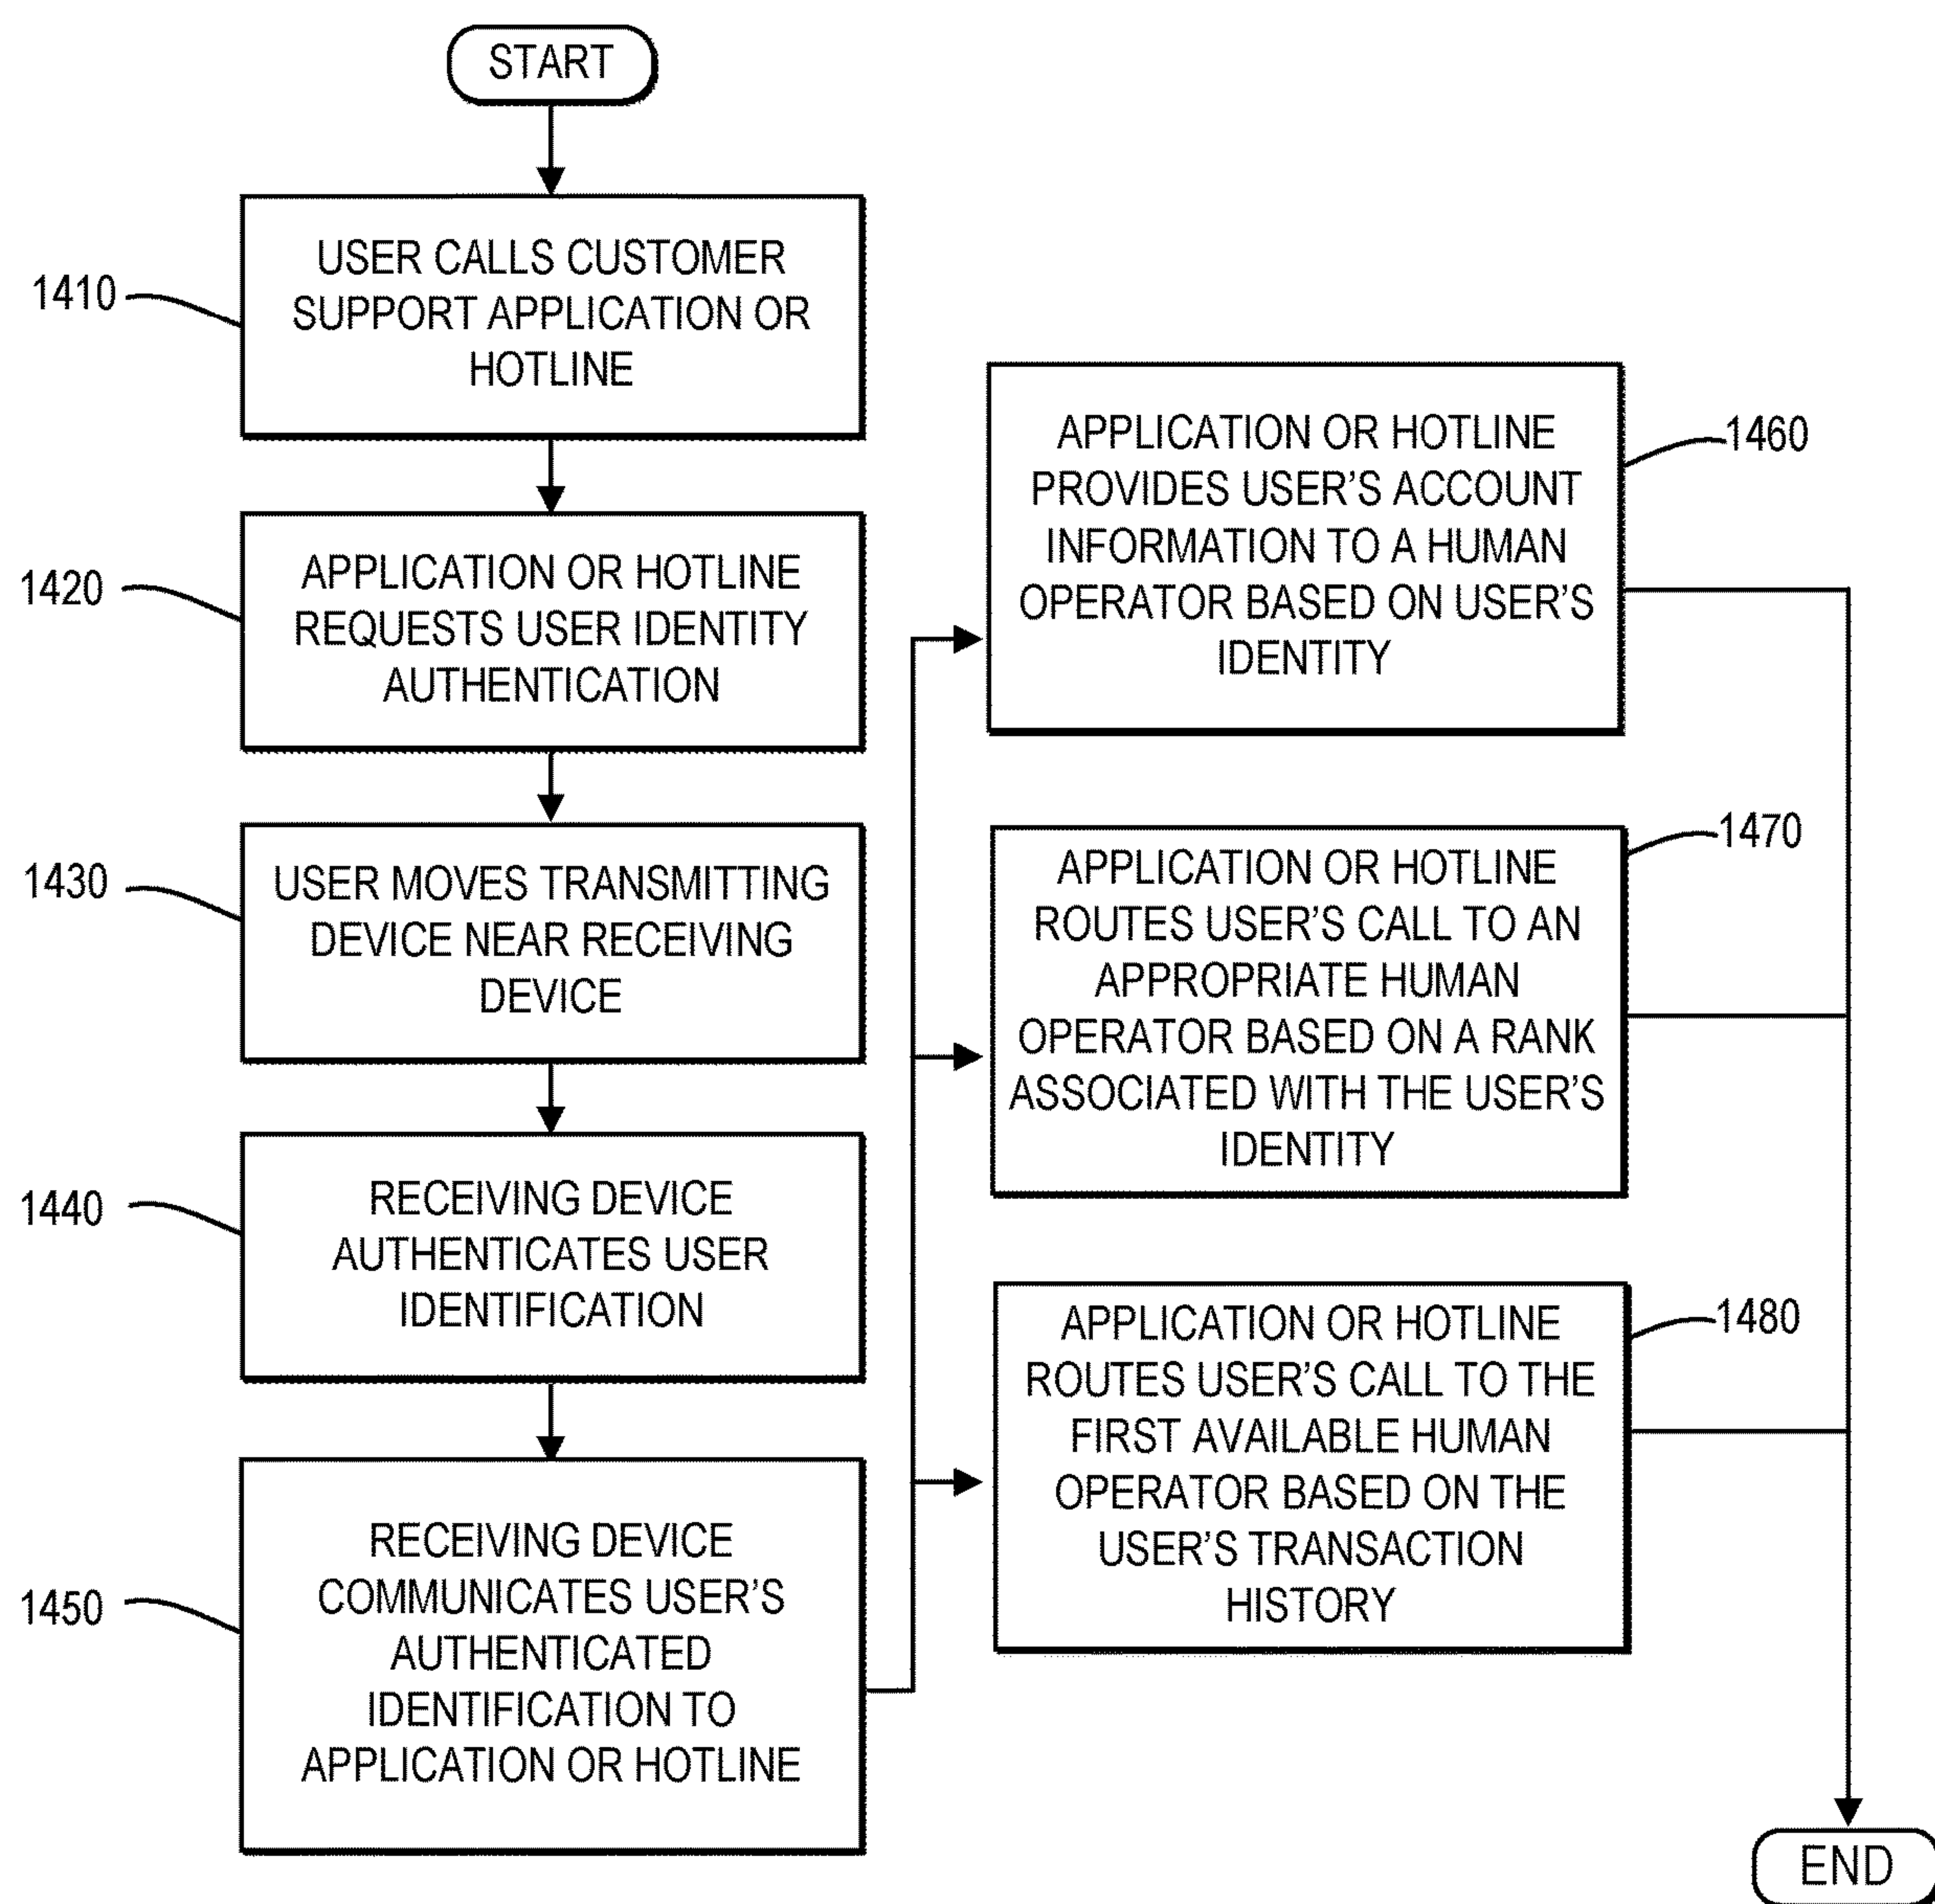 START
1410
USER CALLS CUSTOMER
SUPPORT APPLICATION OR
HOTLINE
1420
APPLICATION OR HOTLINE
REQUESTS USER IDENTITY
AUTHENTICATION
1430
USER MOVES TRANSMITTING
DEVICE NEAR RECEIVING
DEVICE
1440
RECEIVING DEVICE
AUTHENTICATES USER
IDENTIFICATION
1450
RECEIVING DEVICE
COMMUNICATES USER’S
AUTHENTICATED
IDENTIFICATION TO
APPLICATION OR HOTLINE
1460
APPLICATION OR HOTLINE
PROVIDES USER’S ACCOUNT
INFORMATION TO A HUMAN
OPERATOR BASED ON USER’S
IDENTITY
1470
APPLICATION OR HOTLINE
ROUTES USER’S CALL TO AN
APPROPRIATE HUMAN
OPERATOR BASED ON A RANK
ASSOCIATED WITH THE USER’S
IDENTITY
1480
APPLICATION OR HOTLINE
ROUTES USER’S CALL TO THE
FIRST AVAILABLE HUMAN
OPERATOR BASED ON THE
USER’S TRANSACTION
HISTORY
END